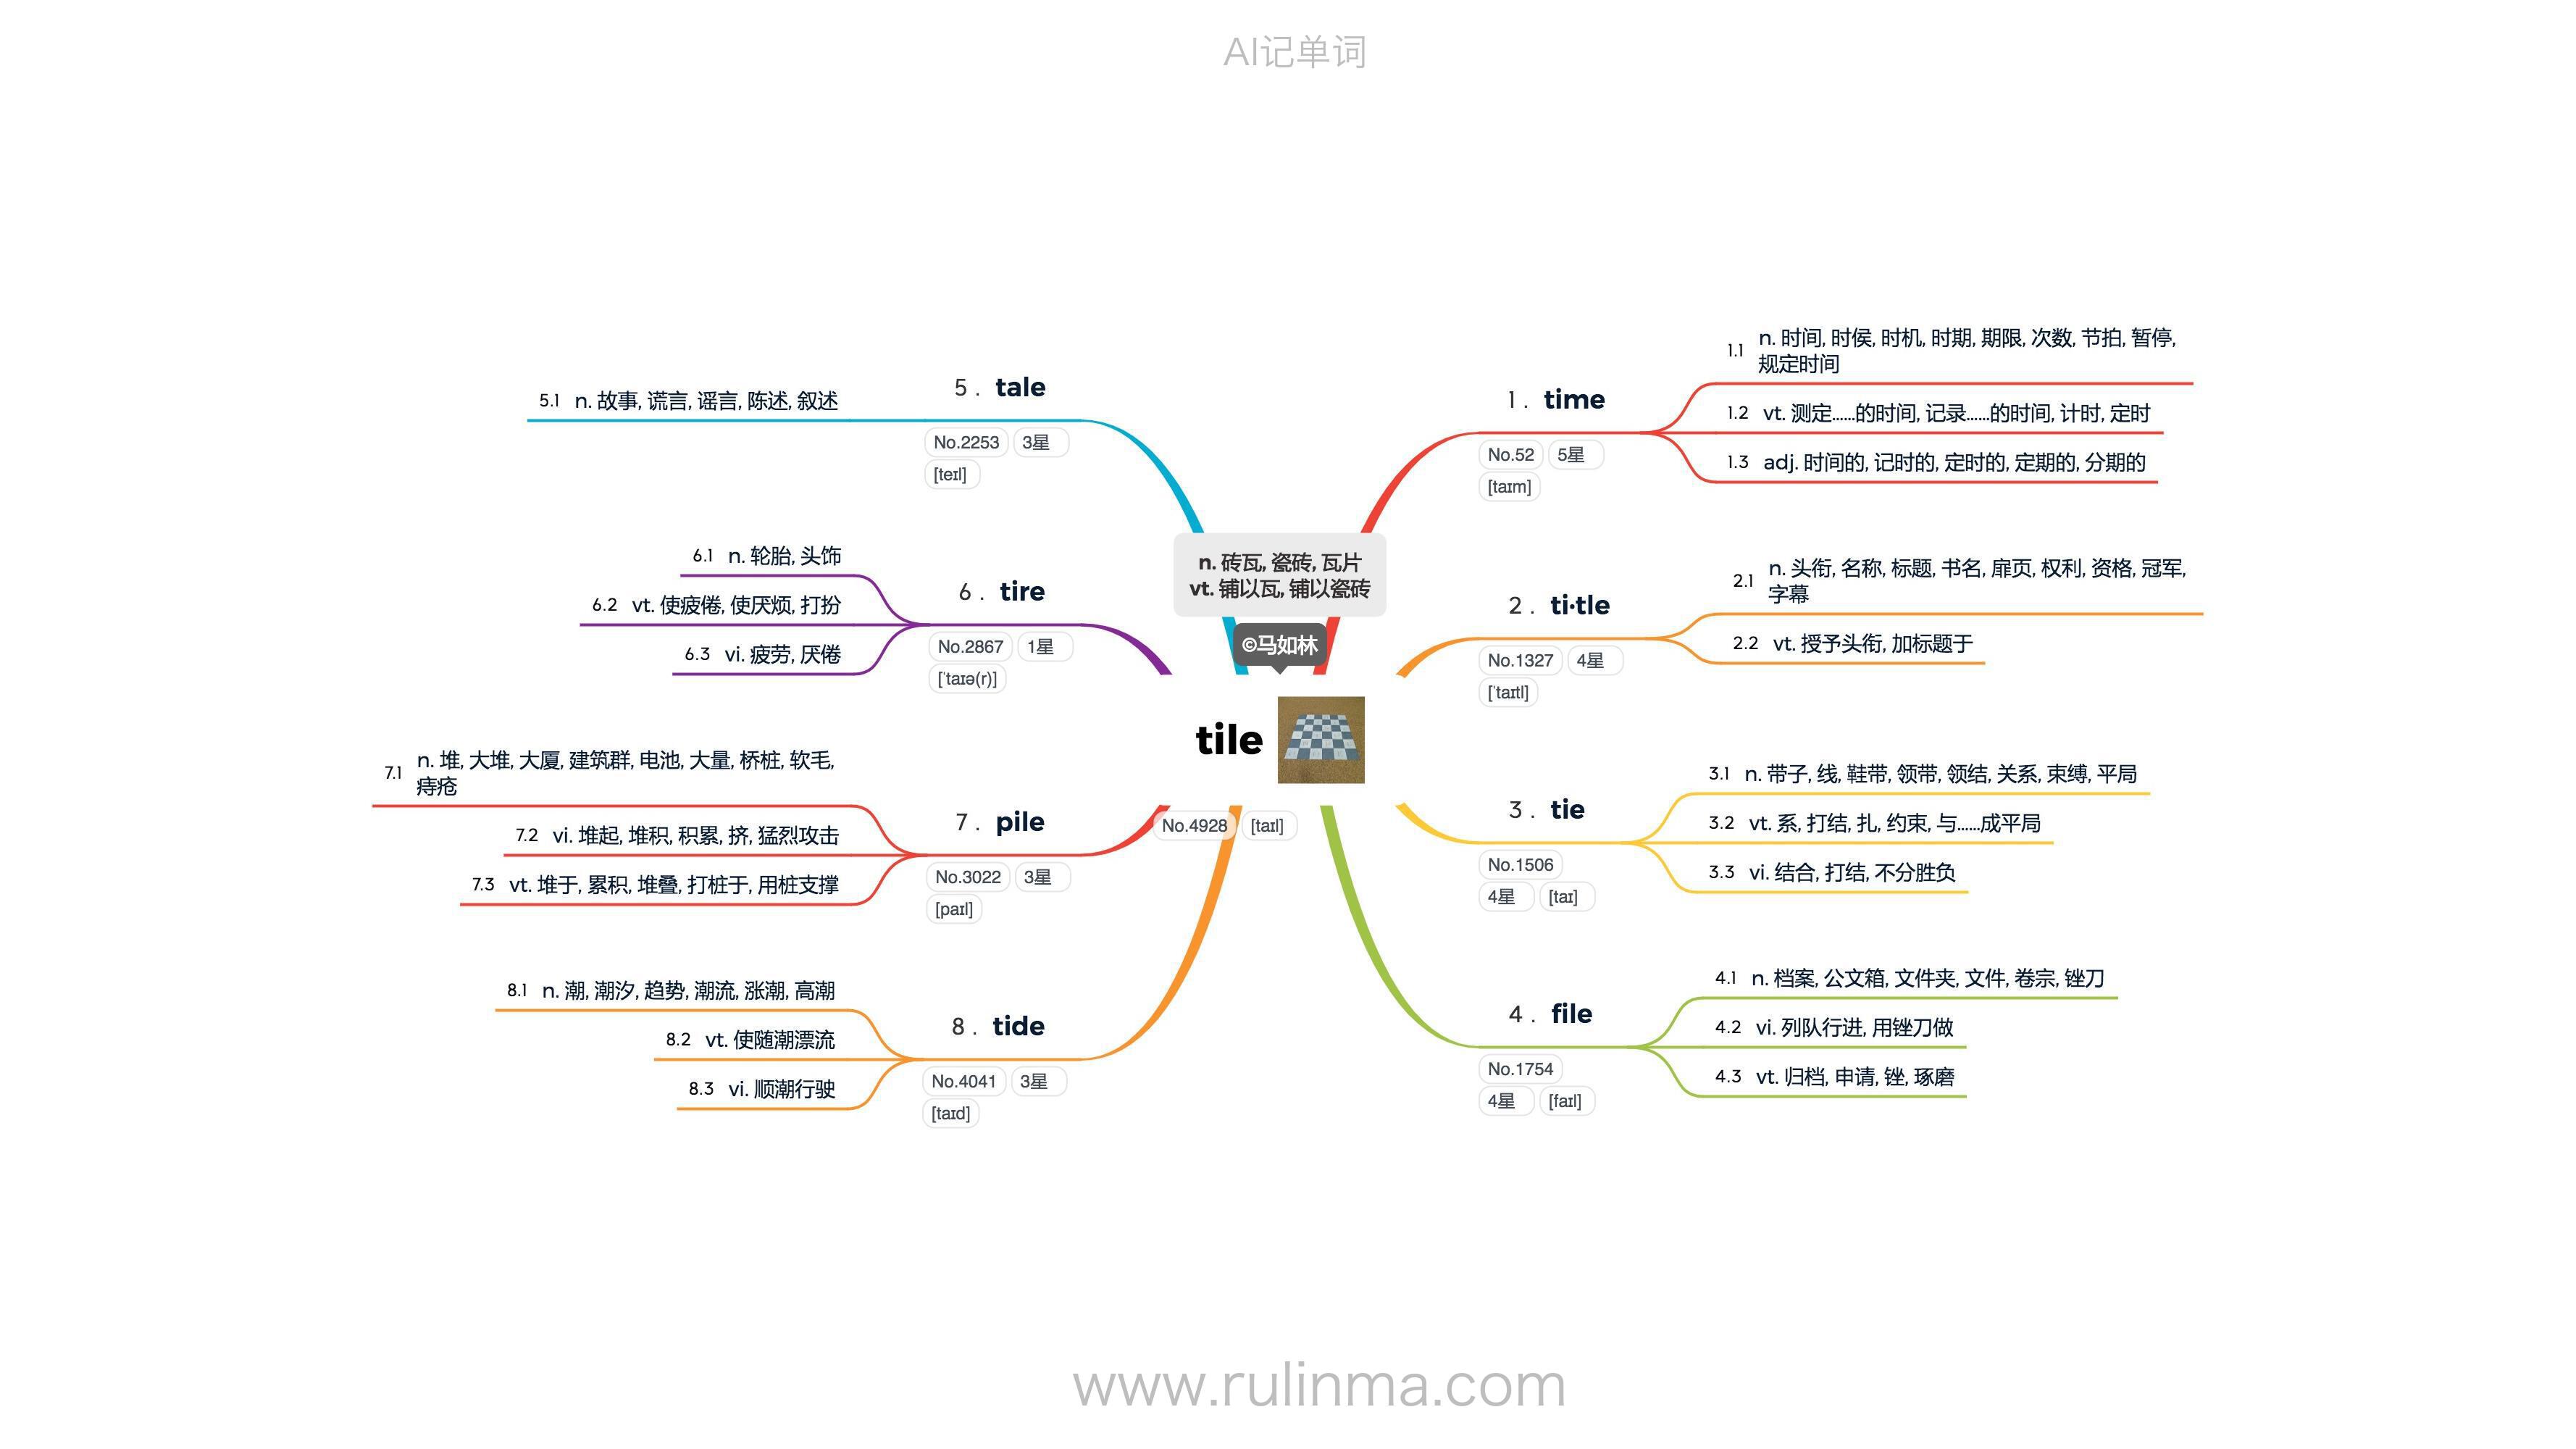 AI记单词
n. 砖瓦, 瓷砖, 瓦片
vt. 铺以瓦, 铺以瓷砖
©马如林
tile
No.4928 [taɪl]
1. time
No.52 5星
[taɪm]
1.1 n. 时间, 时侯, 时机, 时期, 期限, 次数, 节拍, 暂停,
规定时间
1.2 vt. 测定......的时间, 记录......的时间, 计时, 定时
1.3 adj. 时间的, 记时的, 定时的, 定期的, 分期的
2. ti·tle
No.1327 4星
[ˈtaɪtl]
2.1 n. 头衔, 名称, 标题, 书名, 扉页, 权利, 资格, 冠军,
字幕
2.2 vt. 授予头衔, 加标题于
3. tie
No.1506
4星 [taɪ]
3.1 n. 带子, 线, 鞋带, 领带, 领结, 关系, 束缚, 平局
3.2 vt. 系, 打结, 扎, 约束, 与......成平局
3.3 vi. 结合, 打结, 不分胜负
4. file
No.1754
4星 [faɪl]
4.1 n. 档案, 公文箱, 文件夹, 文件, 卷宗, 锉刀
4.2 vi. 列队行进, 用锉刀做
4.3 vt. 归档, 申请, 锉, 琢磨
5. tale
No.2253 3星
[teɪl]
5.1 n. 故事, 谎言, 谣言, 陈述, 叙述
6. tire
No.2867 1星
[ˈtaɪə(r)]
6.1 n. 轮胎, 头饰
6.2 vt. 使疲倦, 使厌烦, 打扮
6.3 vi. 疲劳, 厌倦
7. pile
No.3022 3星
[paɪl]
7.1 n. 堆, 大堆, 大厦, 建筑群, 电池, 大量, 桥桩, 软毛,
痔疮
7.2 vi. 堆起, 堆积, 积累, 挤, 猛烈攻击
7.3 vt. 堆于, 累积, 堆叠, 打桩于, 用桩支撑
8. tide
No.4041 3星
[taɪd]
8.1 n. 潮, 潮汐, 趋势, 潮流, 涨潮, 高潮
8.2 vt. 使随潮漂流
8.3 vi. 顺潮行驶
www.rulinma.com